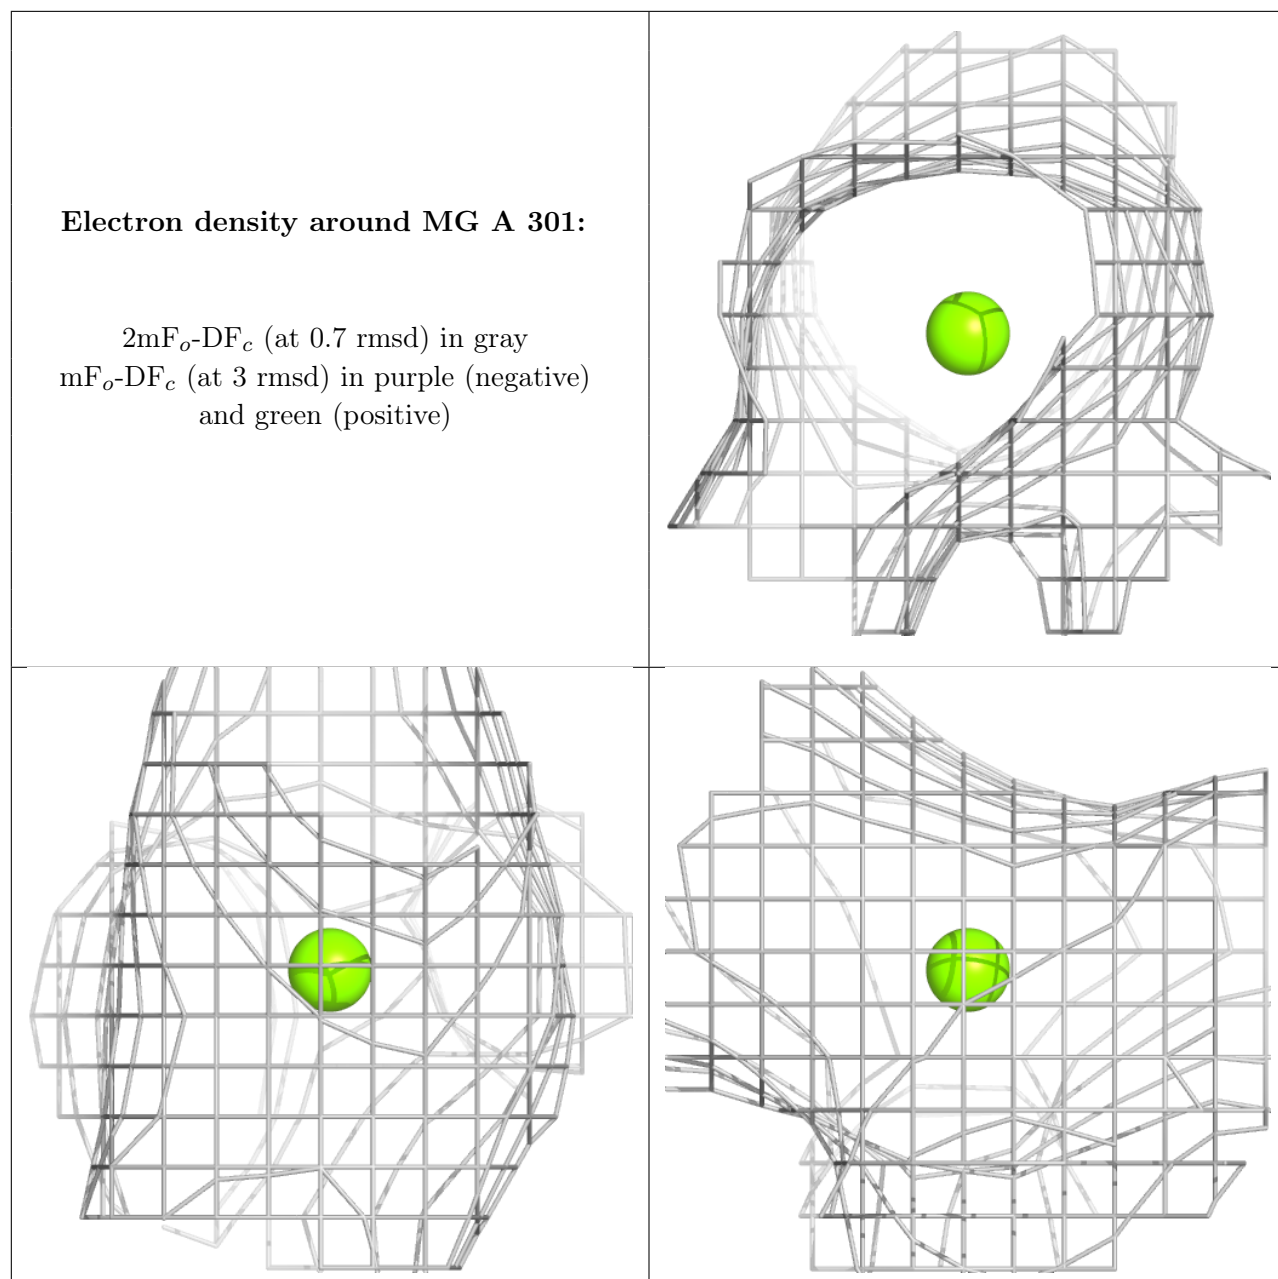 Electron density around MG A 301:
2mFo-DFc (at 0.7 rmsd) in gray
mFo-DFc (at 3 rmsd) in purple (negative)
and green (positive)